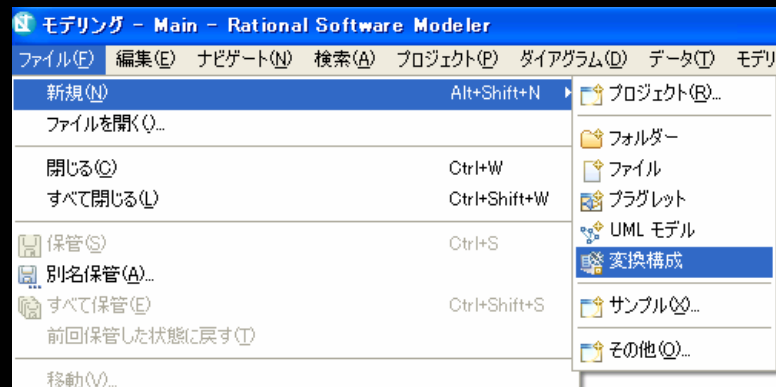 モデリング - Main - Rational Software Modeler
ファイル(F) 編集(E) ナビゲート(N) 検索(A) プロジェクト(P) ダイアグラム(D) データ(T) モデリ
新規(N) Alt+Shift+N
ファイルを開く()...
閉じる(C) Ctrl+W
すべて閉じる(L) Ctrl+Shift+W
保管(S) Ctrl+S
別名保管(A)...
すべて保管(E) Ctrl+Shift+S
前回保管した状態に戻す(T)
移動(V)...
プロジェクト(R)...
フォルダー
ファイル
プラグレット
UML モデル
変換構成
サンプル(X)...
その他(O)...